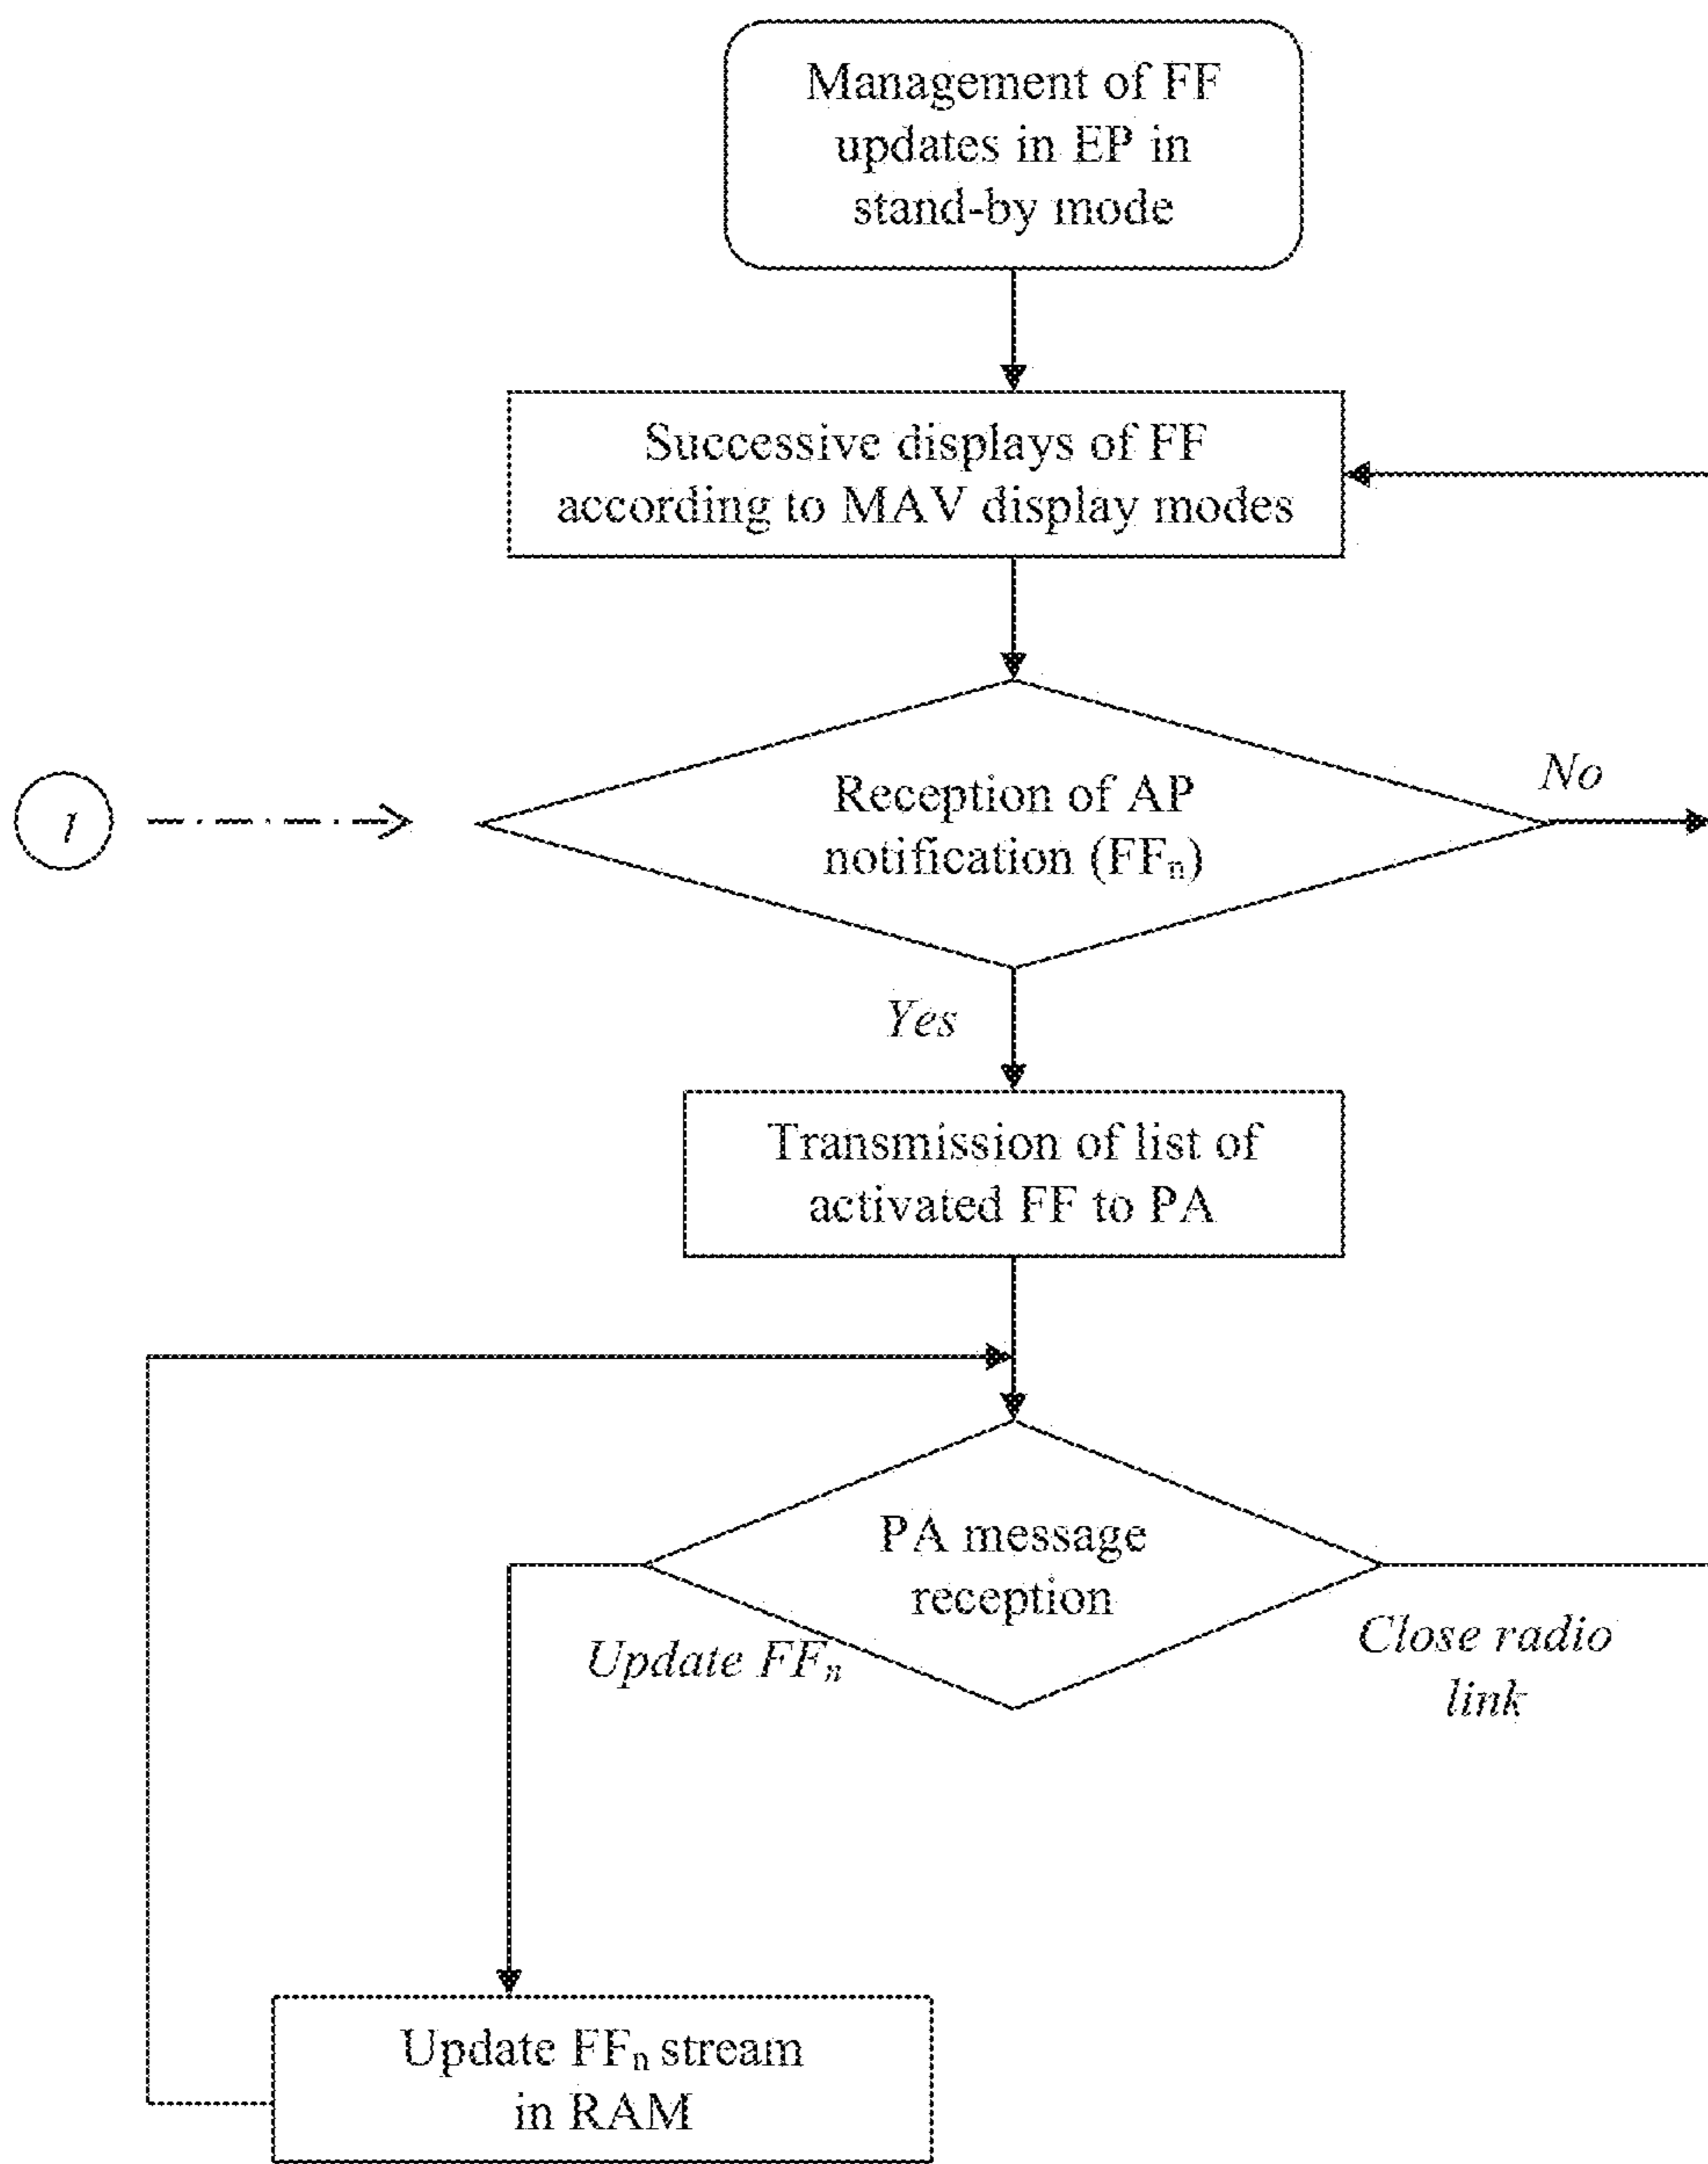 Management of FF
updates in EP in
stand-by mode
Successive displays of FF
according to MAV display modes
No
Reception of AP
notification (FFₙ)
Yes
Transmission of list of
activated FF to PA
PA message
reception
Update FFₙ
Close radio
link
Update FFₙ stream
in RAM